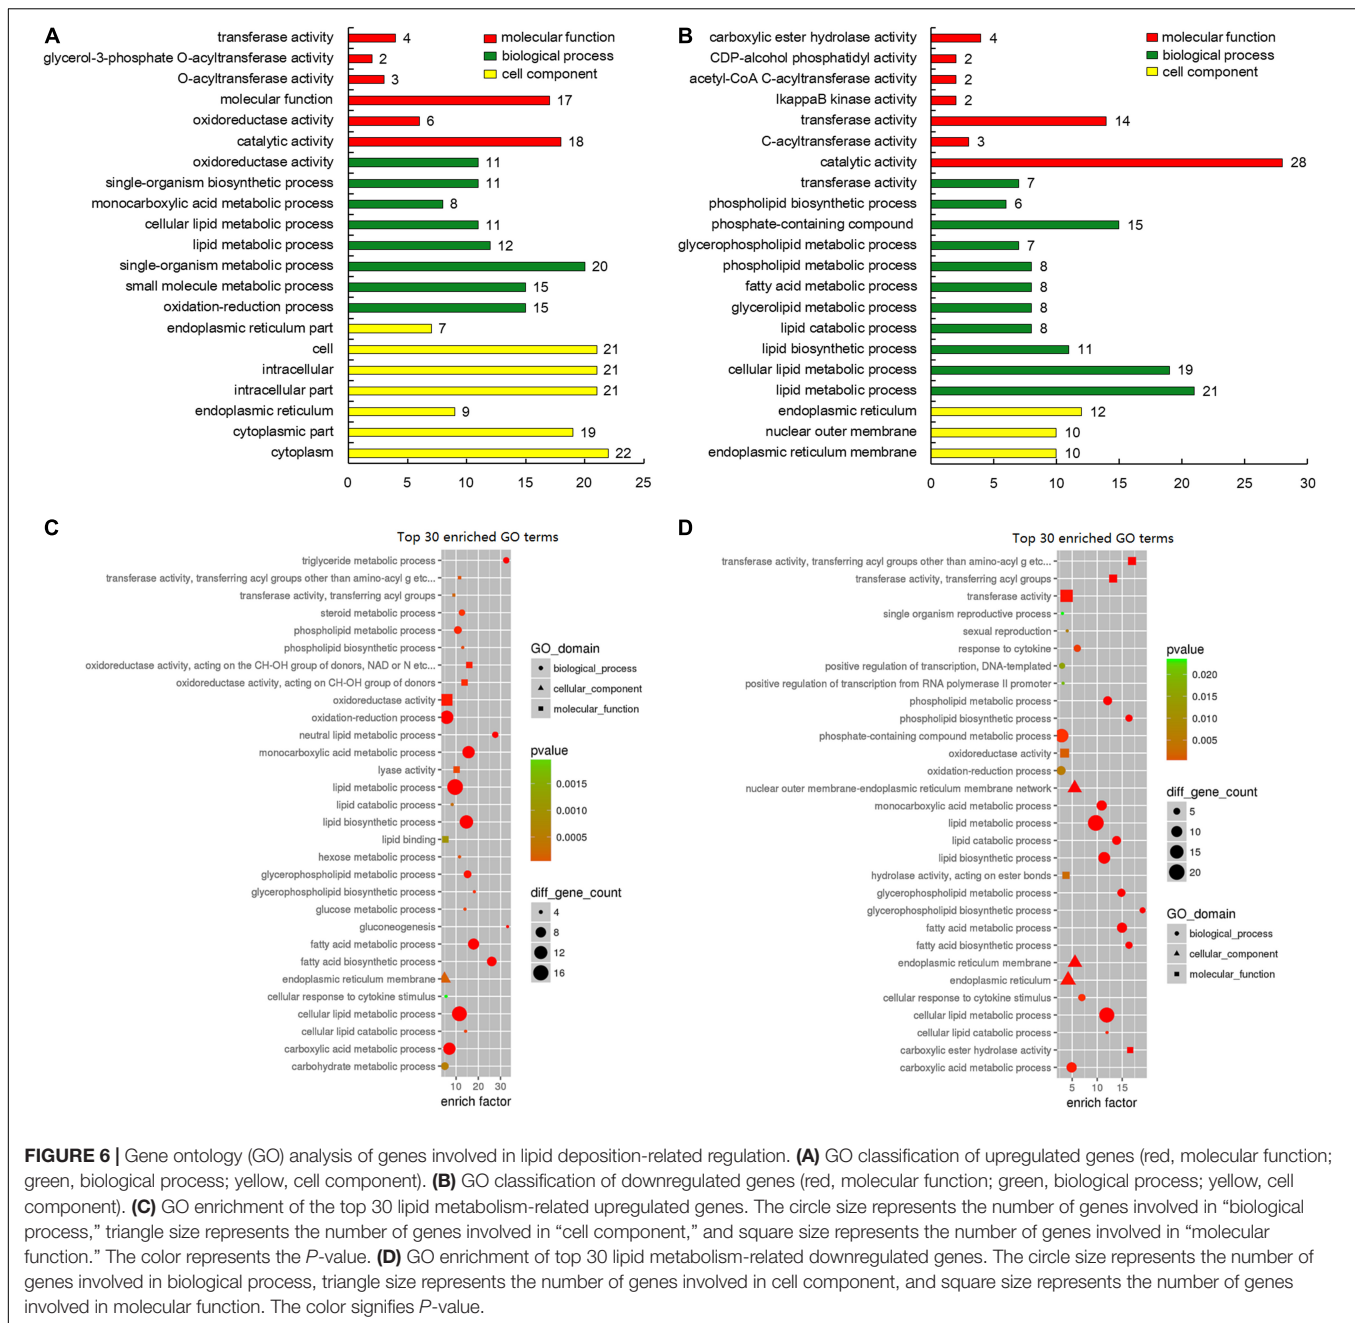 A
transferase activity 4
glycerol-3-phosphate O-acyltransferase activity 2
O-acyltransferase activity 3
molecular function 17
oxidoreductase activity 6
catalytic activity 18
oxidoreductase activity 11
single-organism biosynthetic process 11
monocarboxylic acid metabolic process 8
cellular lipid metabolic process 11
lipid metabolic process 12
single-organism metabolic process 20
small molecule metabolic process 15
oxidation-reduction process 15
endoplasmic reticulum part 7
cell 21
intracellular 21
intracellular part 21
endoplasmic reticulum 9
cytoplasmic part 19
cytoplasm 22
0 5 10 15 20 25
molecular function
biological process
cell component
B
carboxylic ester hydrolase activity 4
CDP-alcohol phosphatidyl activity 2
acetyl-CoA C-acyltransferase activity 2
IkappaB kinase activity 2
transferase activity 14
C-acyltransferase activity 3
catalytic activity 28
transferase activity 7
phospholipid biosynthetic process 6
phosphate-containing compound 15
glycerophospholipid metabolic process 7
phospholipid metabolic process 8
fatty acid metabolic process 8
glycerolipid metabolic process 8
lipid catabolic process 8
lipid biosynthetic process 11
cellular lipid metabolic process 19
lipid metabolic process 21
endoplasmic reticulum 12
nuclear outer membrane 10
endoplasmic reticulum membrane 10
0 5 10 15 20 25 30
molecular function
biological process
cell component
C
Top 30 enriched GO terms
triglyceride metabolic process
transferase activity, transferring acyl groups other than amino-acyl g etc...
transferase activity, transferring acyl groups
steroid metabolic process
phospholipid metabolic process
phospholipid biosynthetic process
oxidoreductase activity, acting on the CH-OH group of donors, NAD or N etc...
oxidoreductase activity, acting on CH-OH group of donors
oxidoreductase activity
oxidation-reduction process
neutral lipid metabolic process
monocarboxylic acid metabolic process
lyase activity
lipid metabolic process
lipid catabolic process
lipid biosynthetic process
lipid binding
hexose metabolic process
glycerophospholipid metabolic process
glycerophospholipid biosynthetic process
glucose metabolic process
gluconeogenesis
fatty acid metabolic process
fatty acid biosynthetic process
endoplasmic reticulum membrane
cellular response to cytokine stimulus
cellular lipid metabolic process
cellular lipid catabolic process
carboxylic acid metabolic process
carbohydrate metabolic process
10 20 30
enrich factor
GO_domain
biological_process
cellular_component
molecular_function
pvalue
0.0015
0.0010
0.0005
diff_gene_count
4
8
12
16
D
Top 30 enriched GO terms
transferase activity, transferring acyl groups other than amino-acyl g etc...
transferase activity, transferring acyl groups
transferase activity
single organism reproductive process
sexual reproduction
response to cytokine
positive regulation of transcription, DNA-templated
positive regulation of transcription from RNA polymerase II promoter
phospholipid metabolic process
phospholipid biosynthetic process
phosphate-containing compound metabolic process
oxidoreductase activity
oxidation-reduction process
nuclear outer membrane-endoplasmic reticulum membrane network
monocarboxylic acid metabolic process
lipid metabolic process
lipid catabolic process
lipid biosynthetic process
hydrolase activity, acting on ester bonds
glycerophospholipid metabolic process
glycerophospholipid biosynthetic process
fatty acid metabolic process
fatty acid biosynthetic process
endoplasmic reticulum membrane
endoplasmic reticulum
cellular response to cytokine stimulus
cellular lipid metabolic process
cellular lipid catabolic process
carboxylic ester hydrolase activity
carboxylic acid metabolic process
5 10 15
enrich factor
pvalue
0.020
0.015
0.010
0.005
diff_gene_count
5
10
15
20
GO_domain
biological_process
cellular_component
molecular_function
FIGURE 6 | Gene ontology (GO) analysis of genes involved in lipid deposition-related regulation. (A) GO classification of upregulated genes (red, molecular function;
green, biological process; yellow, cell component). (B) GO classification of downregulated genes (red, molecular function; green, biological process; yellow, cell
component). (C) GO enrichment of the top 30 lipid metabolism-related upregulated genes. The circle size represents the number of genes involved in “biological
process,” triangle size represents the number of genes involved in “cell component,” and square size represents the number of genes involved in “molecular
function.” The color represents the P-value. (D) GO enrichment of top 30 lipid metabolism-related downregulated genes. The circle size represents the number of
genes involved in biological process, triangle size represents the number of genes involved in cell component, and square size represents the number of genes
involved in molecular function. The color signifies P-value.